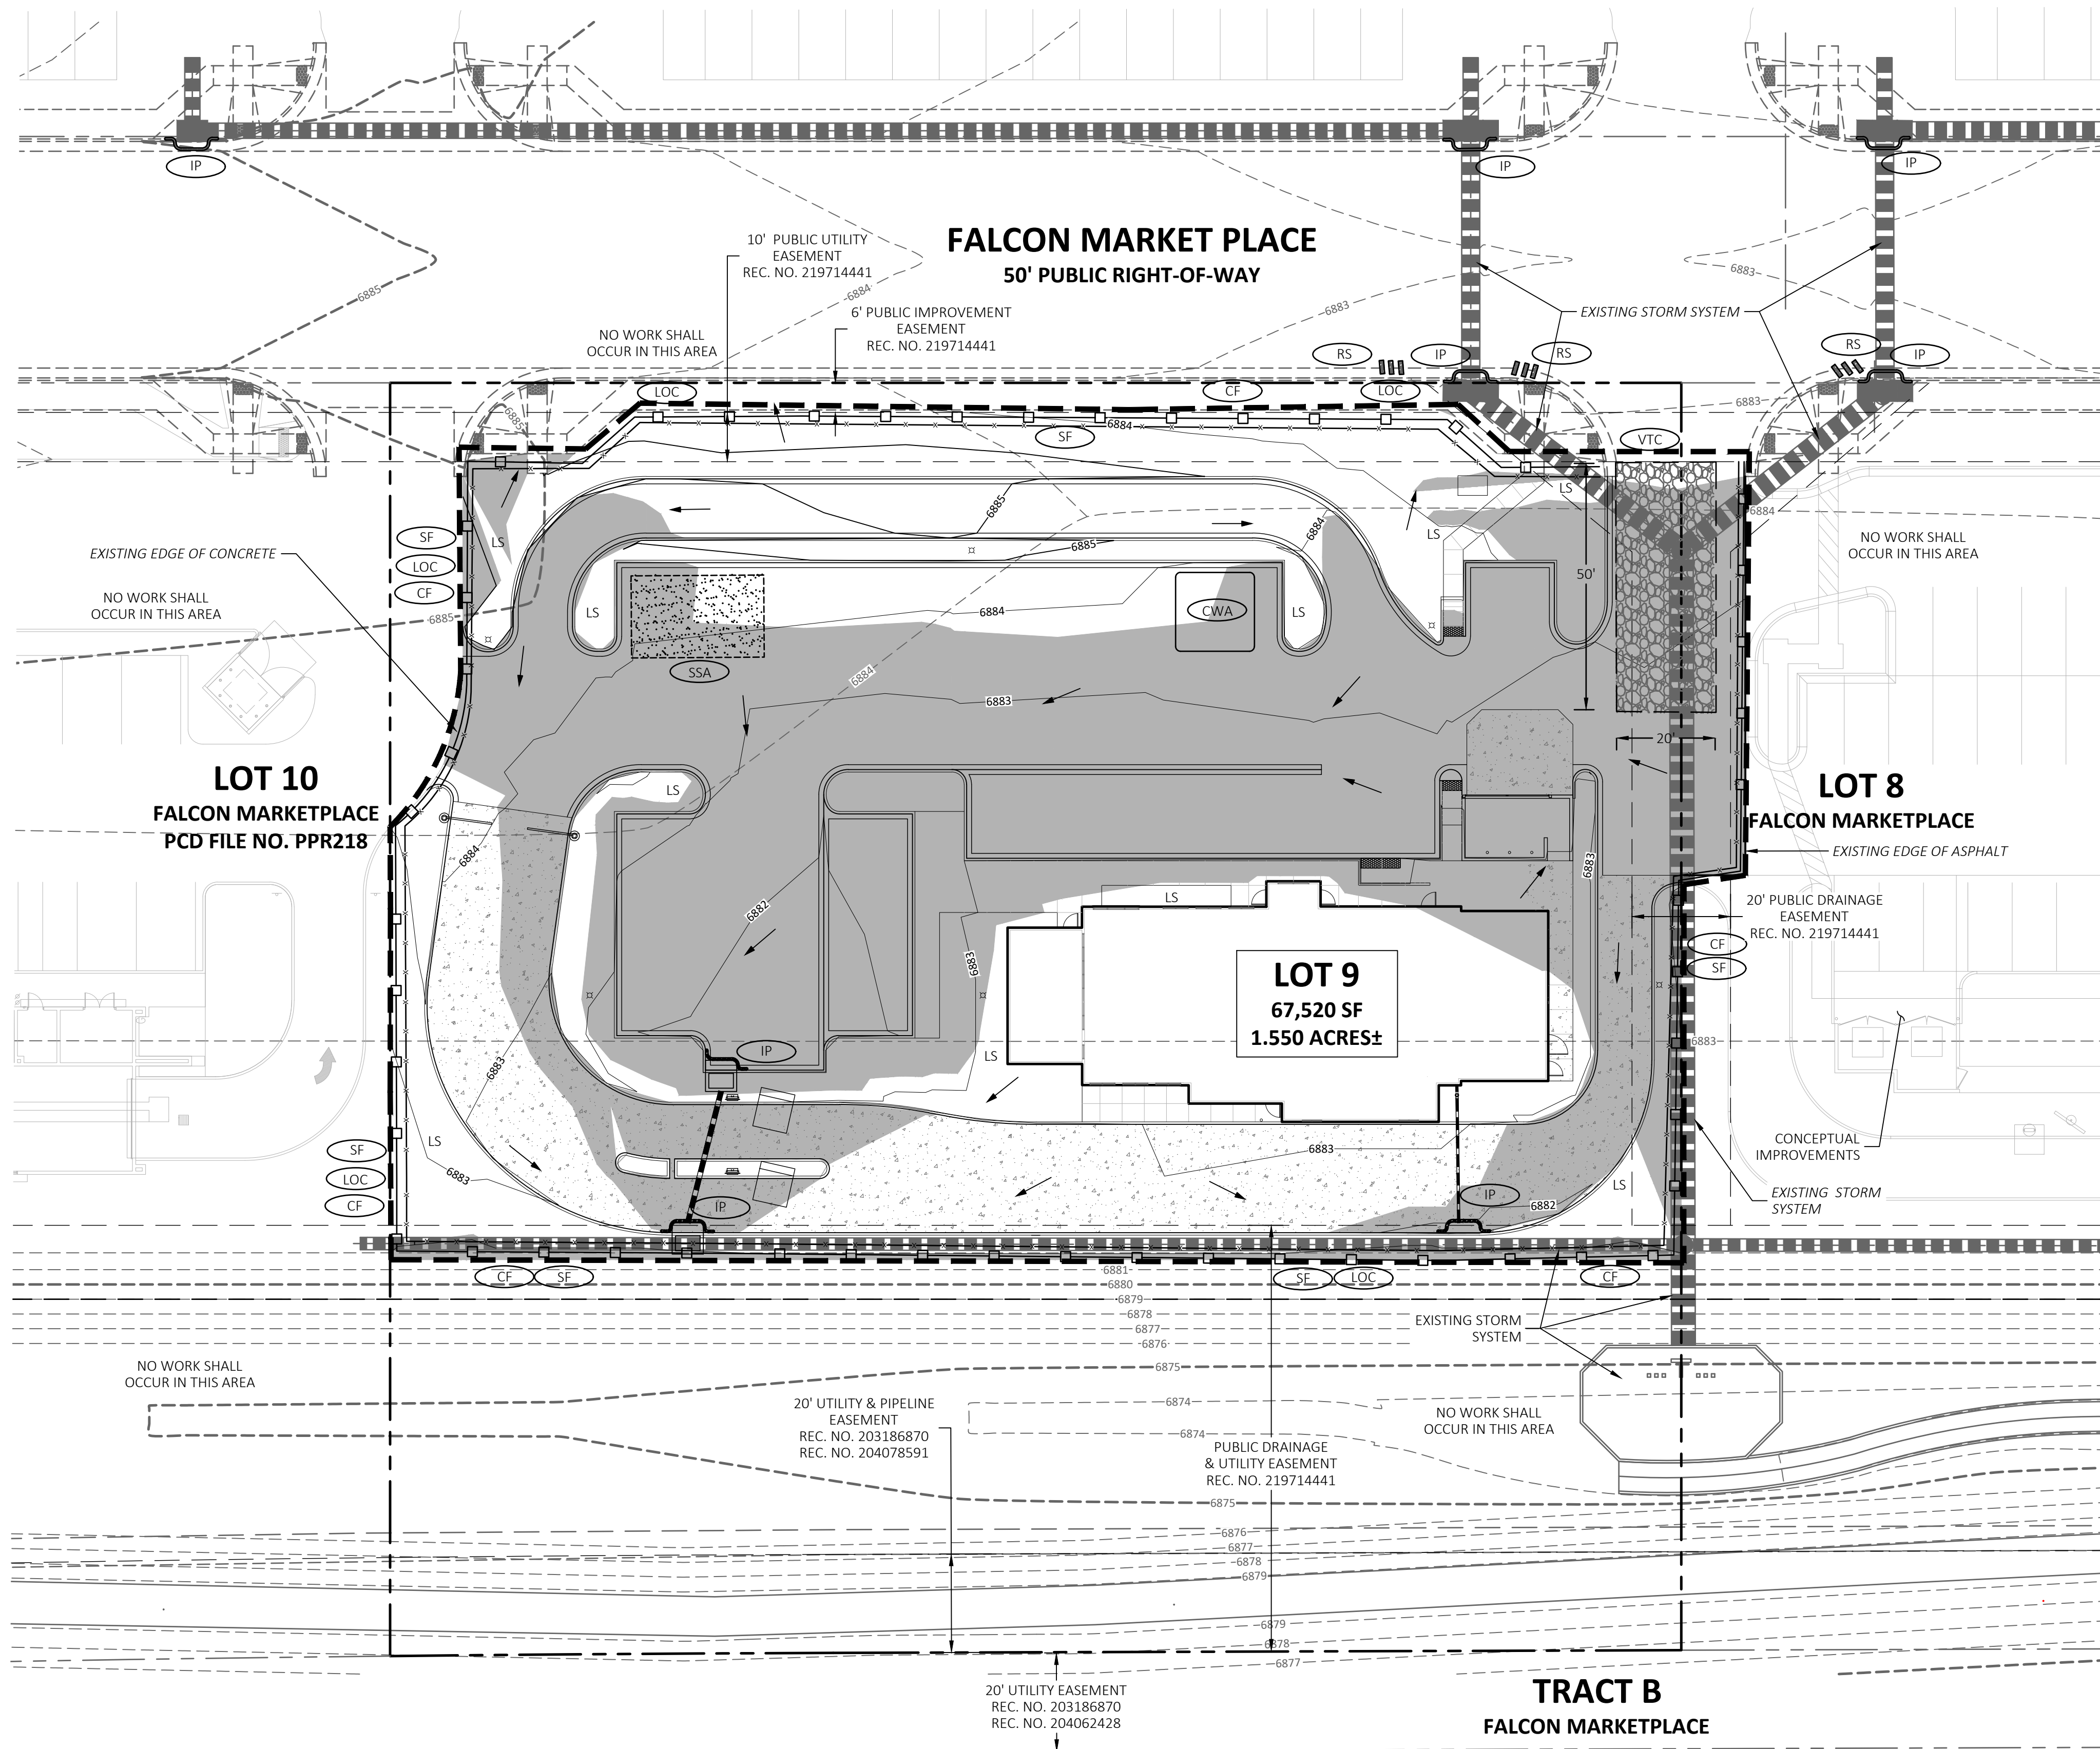 IP
IP
IP
FALCON MARKET PLACE
50' PUBLIC RIGHT-OF-WAY
10' PUBLIC UTILITY
EASEMENT
REC. NO. 219714441
6885
6884
6883
6883
6' PUBLIC IMPROVEMENT
EASEMENT
REC. NO. 219714441
NO WORK SHALL
OCCUR IN THIS AREA
EXISTING STORM SYSTEM
RS
IP
RS
RS
IP
LOC
CF
LOC
6883
6885
6884
SF
VTC
LS
6884
SF
LOC
CF
EXISTING EDGE OF CONCRETE
NO WORK SHALL
OCCUR IN THIS AREA
6885
LS
6885
6884
6885
LS
50'
NO WORK SHALL
OCCUR IN THIS AREA
LS
6884
CWA
LS
SSA
6884
6883
20'
LOT 10
FALCON MARKETPLACE
PCD FILE NO. PPR218
LS
LOT 8
FALCON MARKETPLACE
EXISTING EDGE OF ASPHALT
6884
6883
6882
LS
20' PUBLIC DRAINAGE
EASEMENT
REC. NO. 219714441
CF
SF
6883
LOT 9
67,520 SF
1.550 ACRES±
6883
IP
LS
6883
LS
CONCEPTUAL
IMPROVEMENTS
SF
LOC
CF
6883
6883
LS
IP
IP
6882
EXISTING STORM
SYSTEM
CF
SF
SF
LOC
CF
6881
6880
6879
6878
6877
6876
6875
EXISTING STORM
SYSTEM
NO WORK SHALL
OCCUR IN THIS AREA
20' UTILITY & PIPELINE
EASEMENT
REC. NO. 203186870
REC. NO. 204078591
6874
6874
NO WORK SHALL
OCCUR IN THIS AREA
PUBLIC DRAINAGE
& UTILITY EASEMENT
REC. NO. 219714441
6875
6876
6877
6878
6879
6879
6878
6877
20' UTILITY EASEMENT
REC. NO. 203186870
REC. NO. 204062428
TRACT B
FALCON MARKETPLACE